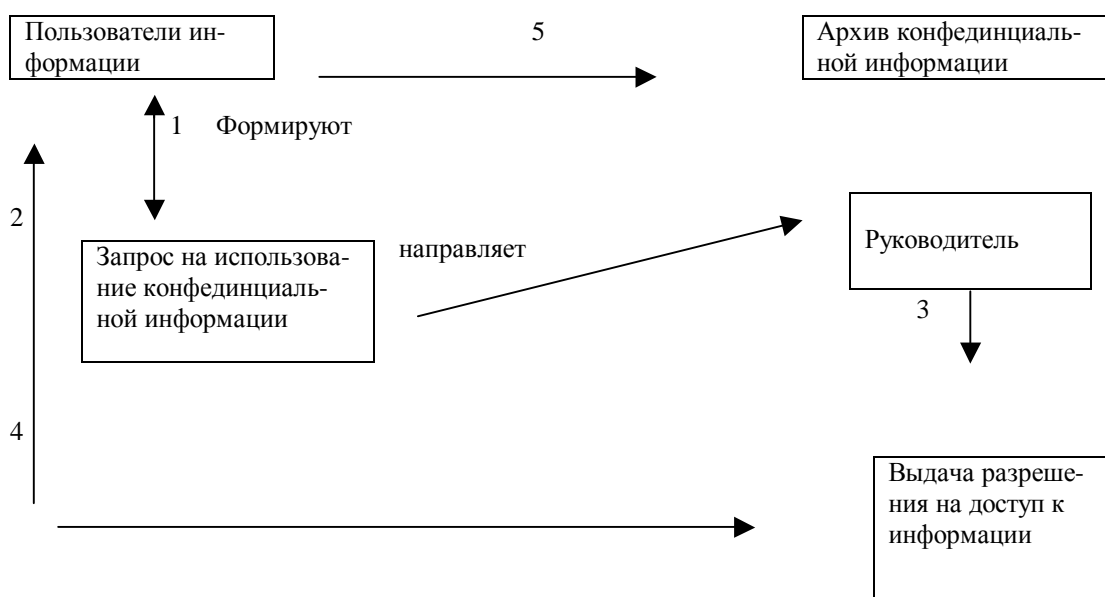 Пользователи ин-
формации
5
Архив конфединциаль-
ной информации
1 Формируют
2
Запрос на использова-
ние конфединциаль-
ной информации
направляет
Руководитель
3
4
Выдача разреше-
ния на доступ к
информации